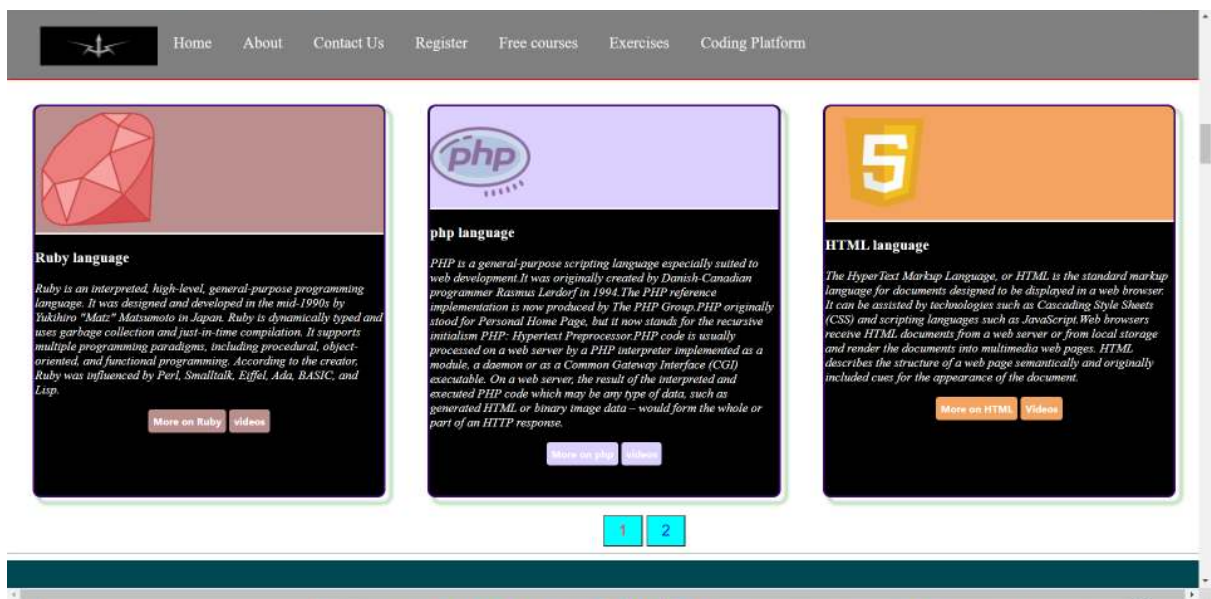 Home About Contact Us Register Free courses Exercises Coding Platform
Ruby language
Ruby is an interpreted, high-level, general-purpose programming
language. It was designed and developed in the mid-1990s by
Yukihiro "Matz" Matsumoto in Japan. Ruby is dynamically typed and
uses garbage collection and just-in-time compilation. It supports
multiple programming paradigms, including procedural, object-
oriented, and functional programming. According to the creator,
Ruby was influenced by Perl, Smalltalk, Eiffel, Ada, BASIC, and
Lisp.
More on Ruby videos
php
php language
PHP is a general-purpose scripting language especially suited to
web development.It was originally created by Danish-Canadian
programmer Rasmus Lerdorf in 1994.The PHP reference
implementation is now produced by The PHP Group.PHP originally
stood for Personal Home Page, but it now stands for the recursive
initialism PHP: Hypertext Preprocessor.PHP code is usually
processed on a web server by a PHP interpreter implemented as a
module, a daemon or as a Common Gateway Interface (CGI)
executable. On a web server, the result of the interpreted and
executed PHP code which may be any type of data, such as
generated HTML or binary image data – would form the whole or
part of an HTTP response.
More on php videos
5
HTML language
The HyperText Markup Language, or HTML is the standard markup
language for documents designed to be displayed in a web browser.
It can be assisted by technologies such as Cascading Style Sheets
(CSS) and scripting languages such as JavaScript.Web browsers
receive HTML documents from a web server or from local storage
and render the documents into multimedia web pages. HTML
describes the structure of a web page semantically and originally
included cues for the appearance of the document.
More on HTML Videos
1 2